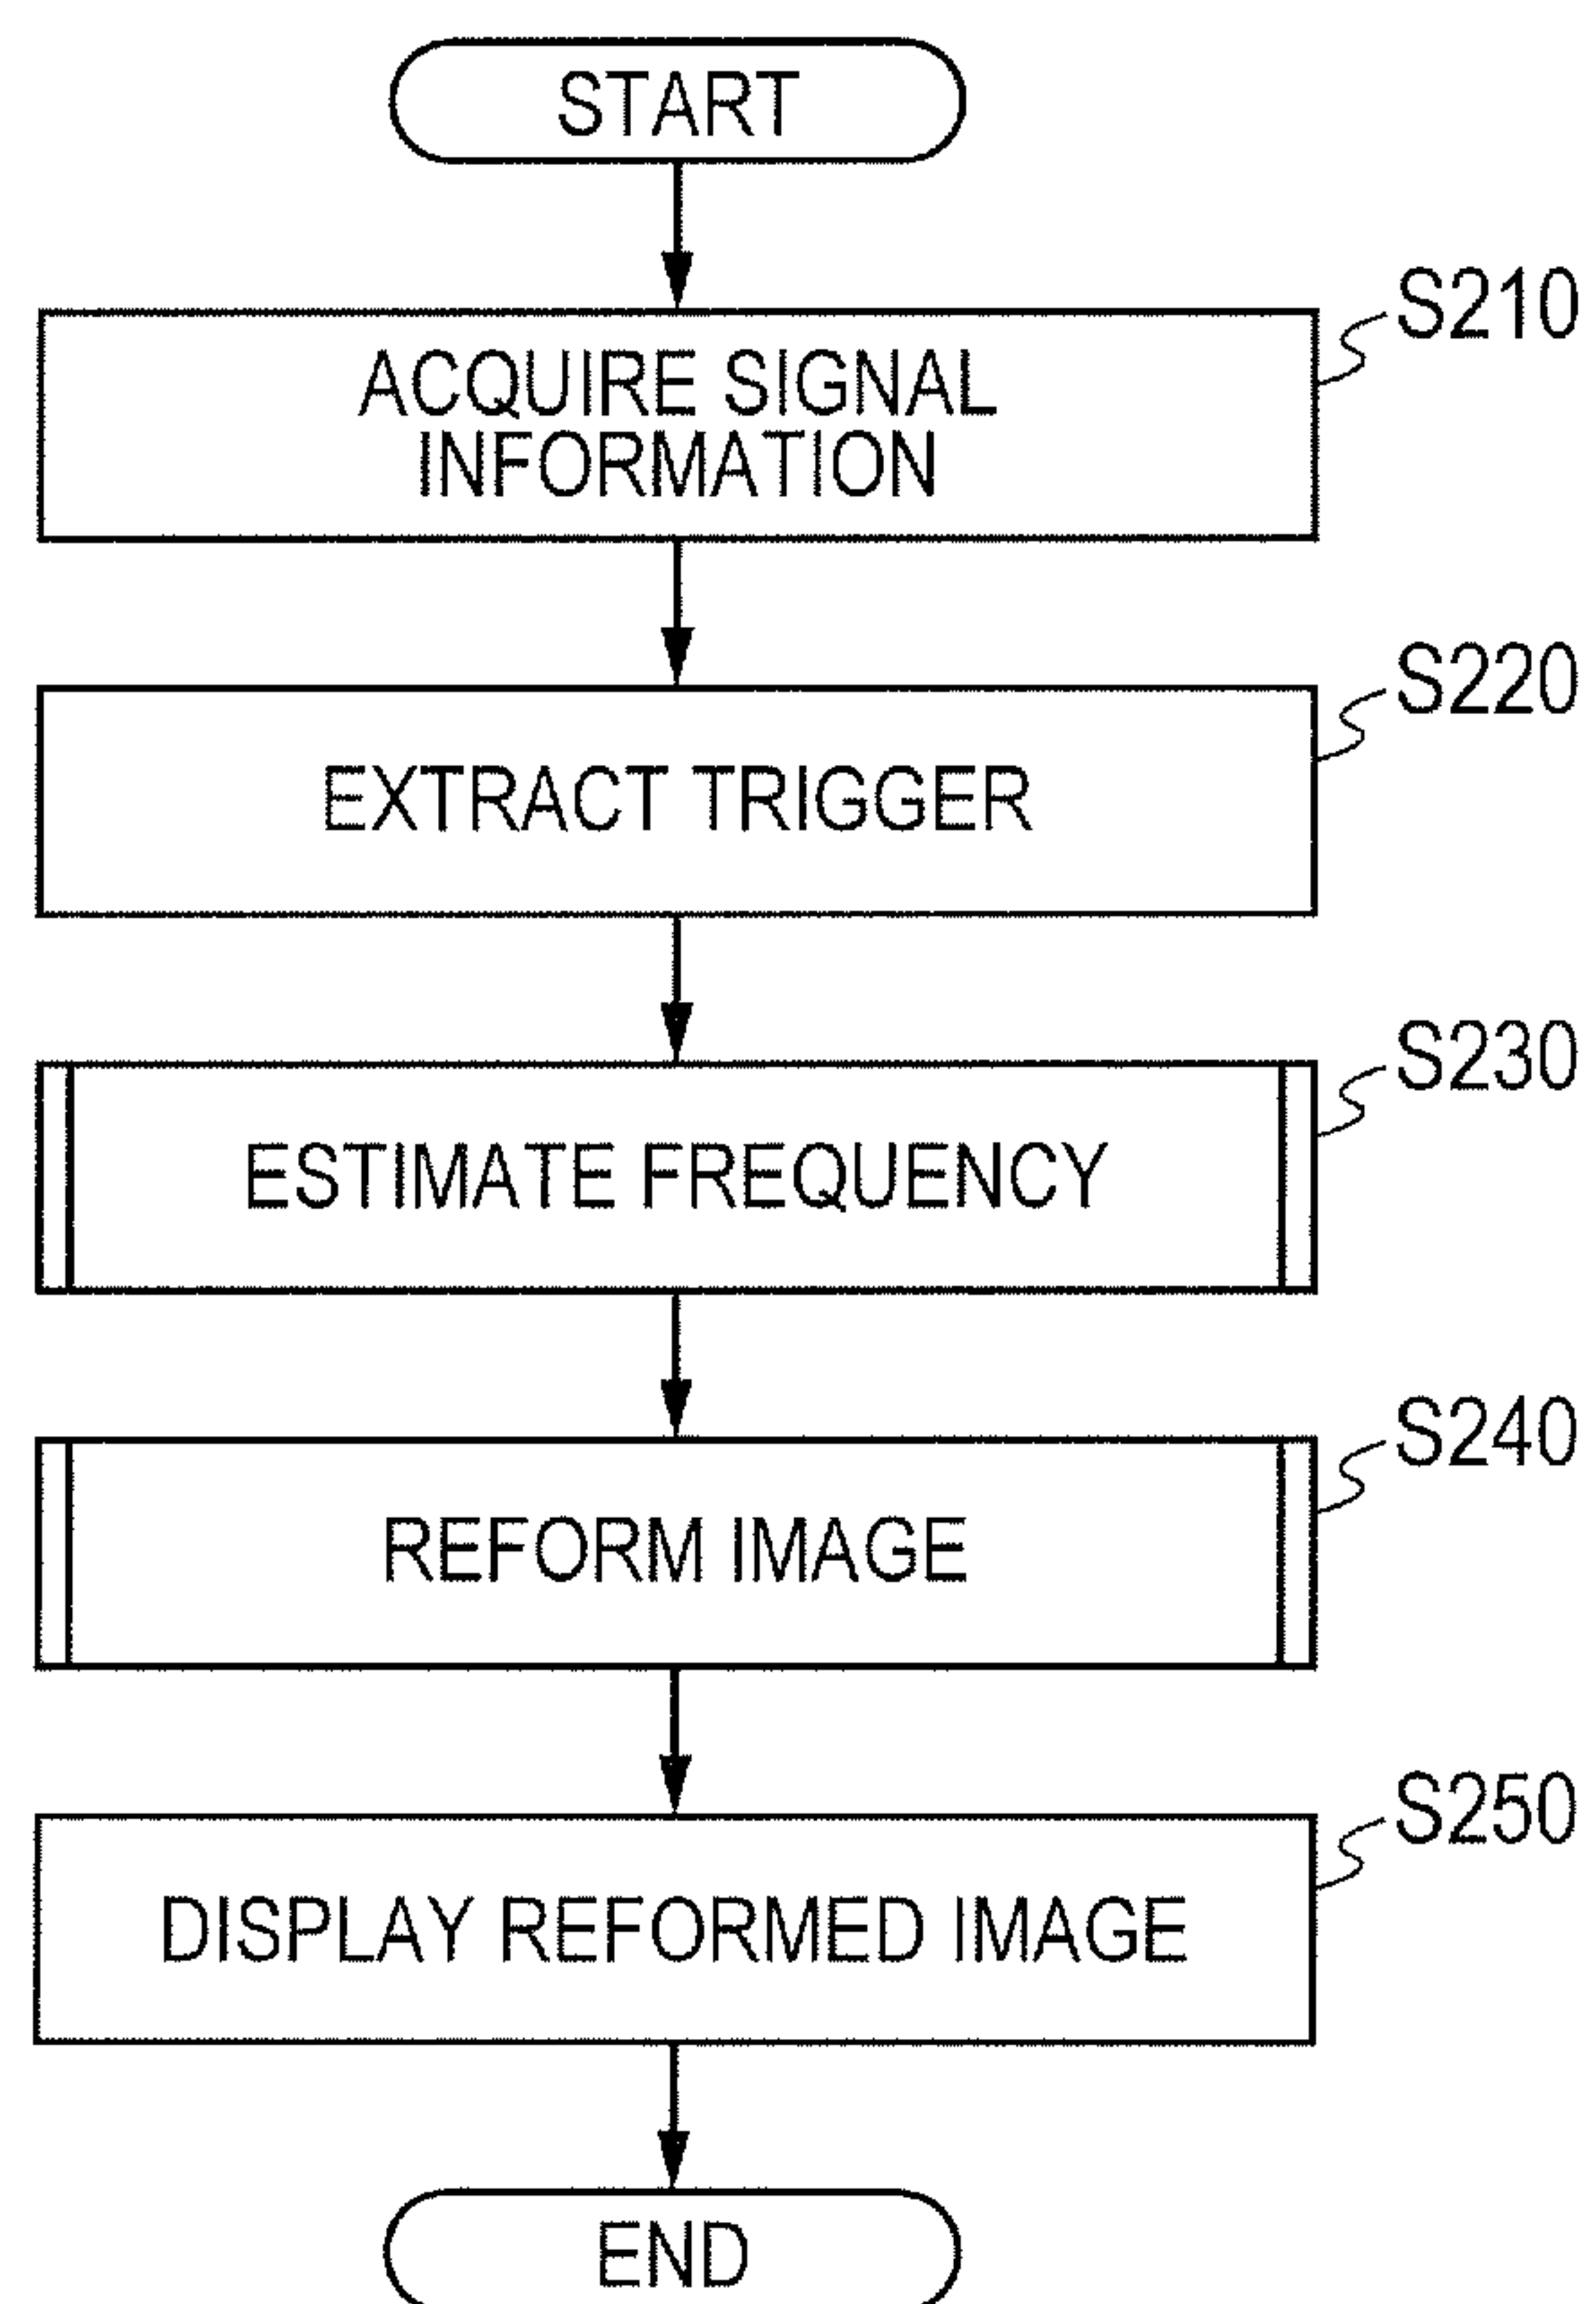 START
S210
ACQUIRE SIGNAL
INFORMATION
S220
EXTRACT TRIGGER
S230
ESTIMATE FREQUENCY
S240
REFORM IMAGE
S250
DISPLAY REFORMED IMAGE
END